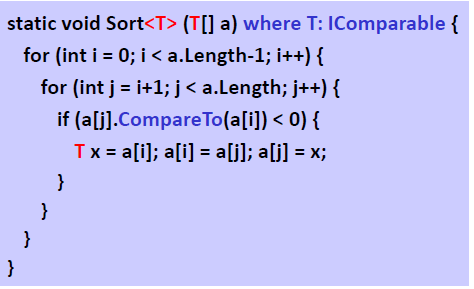 static void Sort<T> (T[] a) where T: IComparable {
for (int i = 0; i < a.Length-1; i++) {
for (int j = i+1; j < a.Length; j++) {
if (a[j].CompareTo(a[i]) < 0) {
T x = a[i]; a[i] = a[j]; a[j] = x;
}
}
}
}